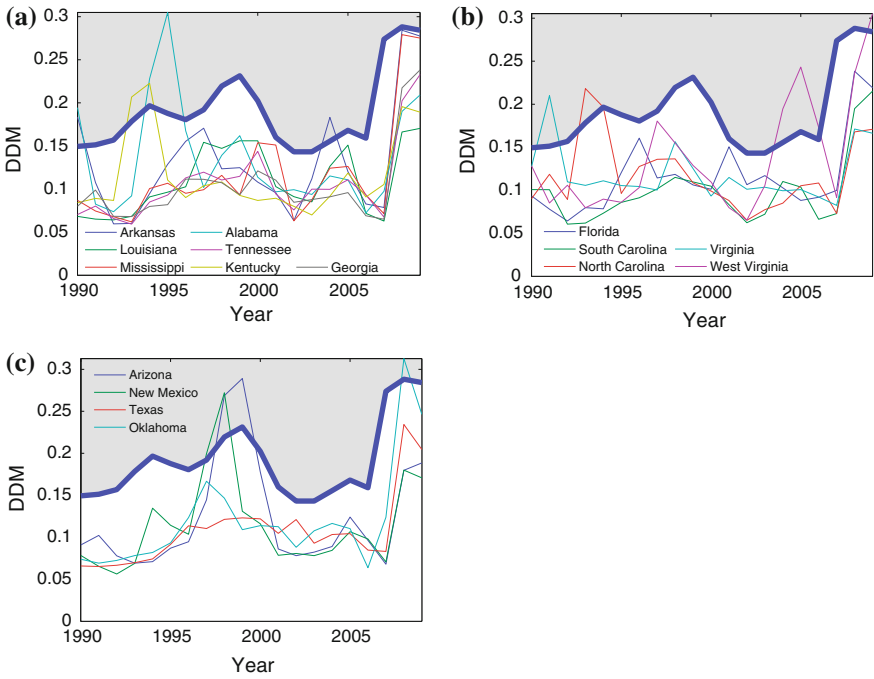 (a)
0.3
0.25
0.2
0.15
0.1
0.05
0
DDM
Arkansas
Alabama
Louisiana
Tennessee
Mississippi
Kentucky
Georgia
1990
1995
2000
2005
Year
(b)
0.3
0.25
0.2
0.15
0.1
0.05
0
DDM
Florida
South Carolina
Virginia
North Carolina
West Virginia
1990
1995
2000
2005
Year
(c)
0.3
0.25
0.2
0.15
0.1
0.05
0
DDM
Arizona
New Mexico
Texas
Oklahoma
1990
1995
2000
2005
Year